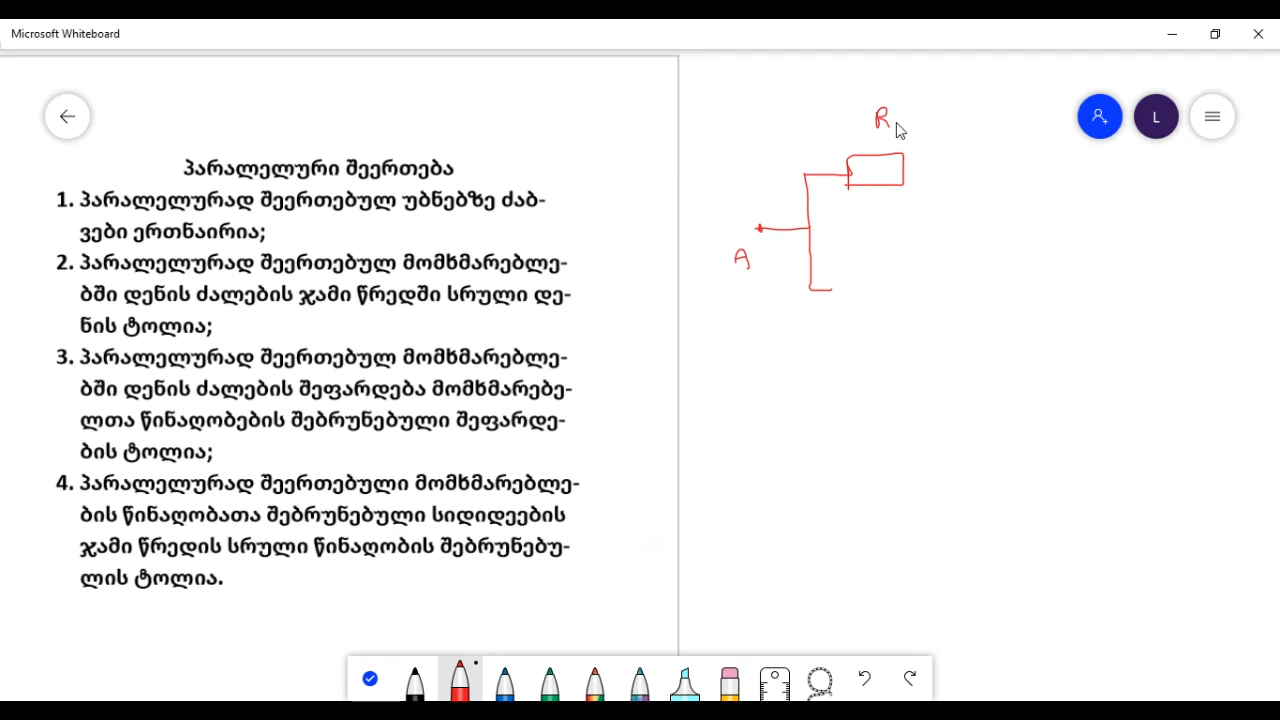 Microsoft Whiteboard
L
პარალელური შეერთება
1. პარალელურად შეერთებულ უბნებზე ძაბ-
ვები ერთნაირია;
2. პარალელურად შეერთებულ მომხმარებლე-
ბში დენის ძალების ჯამი წრედში სრული დე-
ნის ტოლია;
3. პარალელურად შეერთებულ მომხმარებლე-
ბში დენის ძალების შეფარდება მომხმარებე-
ლთა წინაღობების შებრუნებული შეფარდე-
ბის ტოლია;
4. პარალელურად შეერთებული მომხმარებლე-
ბის წინაღობათა შებრუნებული სიდიდეების
ჯამი წრედის სრული წინაღობის შებრუნებუ-
ლის ტოლია.
R
A